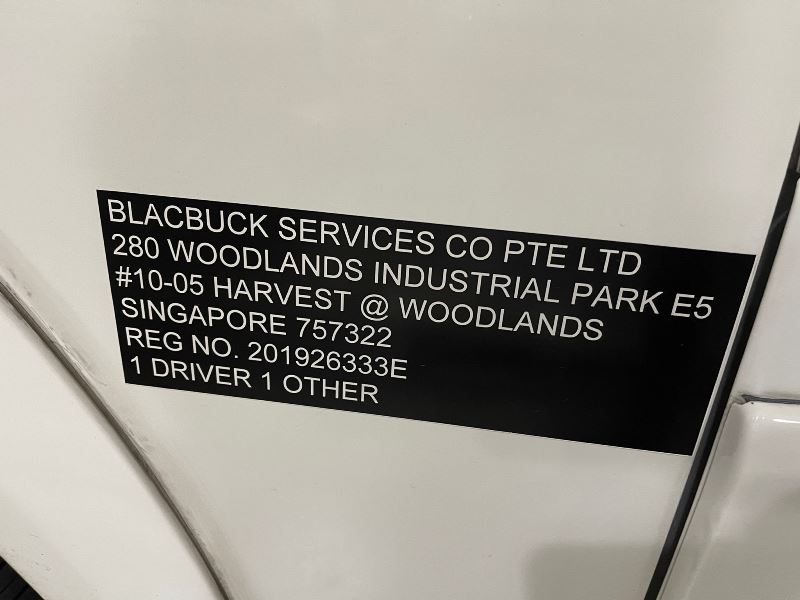 BLACBUCK SERVICES CO PTE LTD
280 WOODLANDS INDUSTRIAL PARK E5
#10-05 HARVEST @ WOODLANDS
SINGAPORE 757322
REG NO. 201926333E
1 DRIVER 1 OTHER